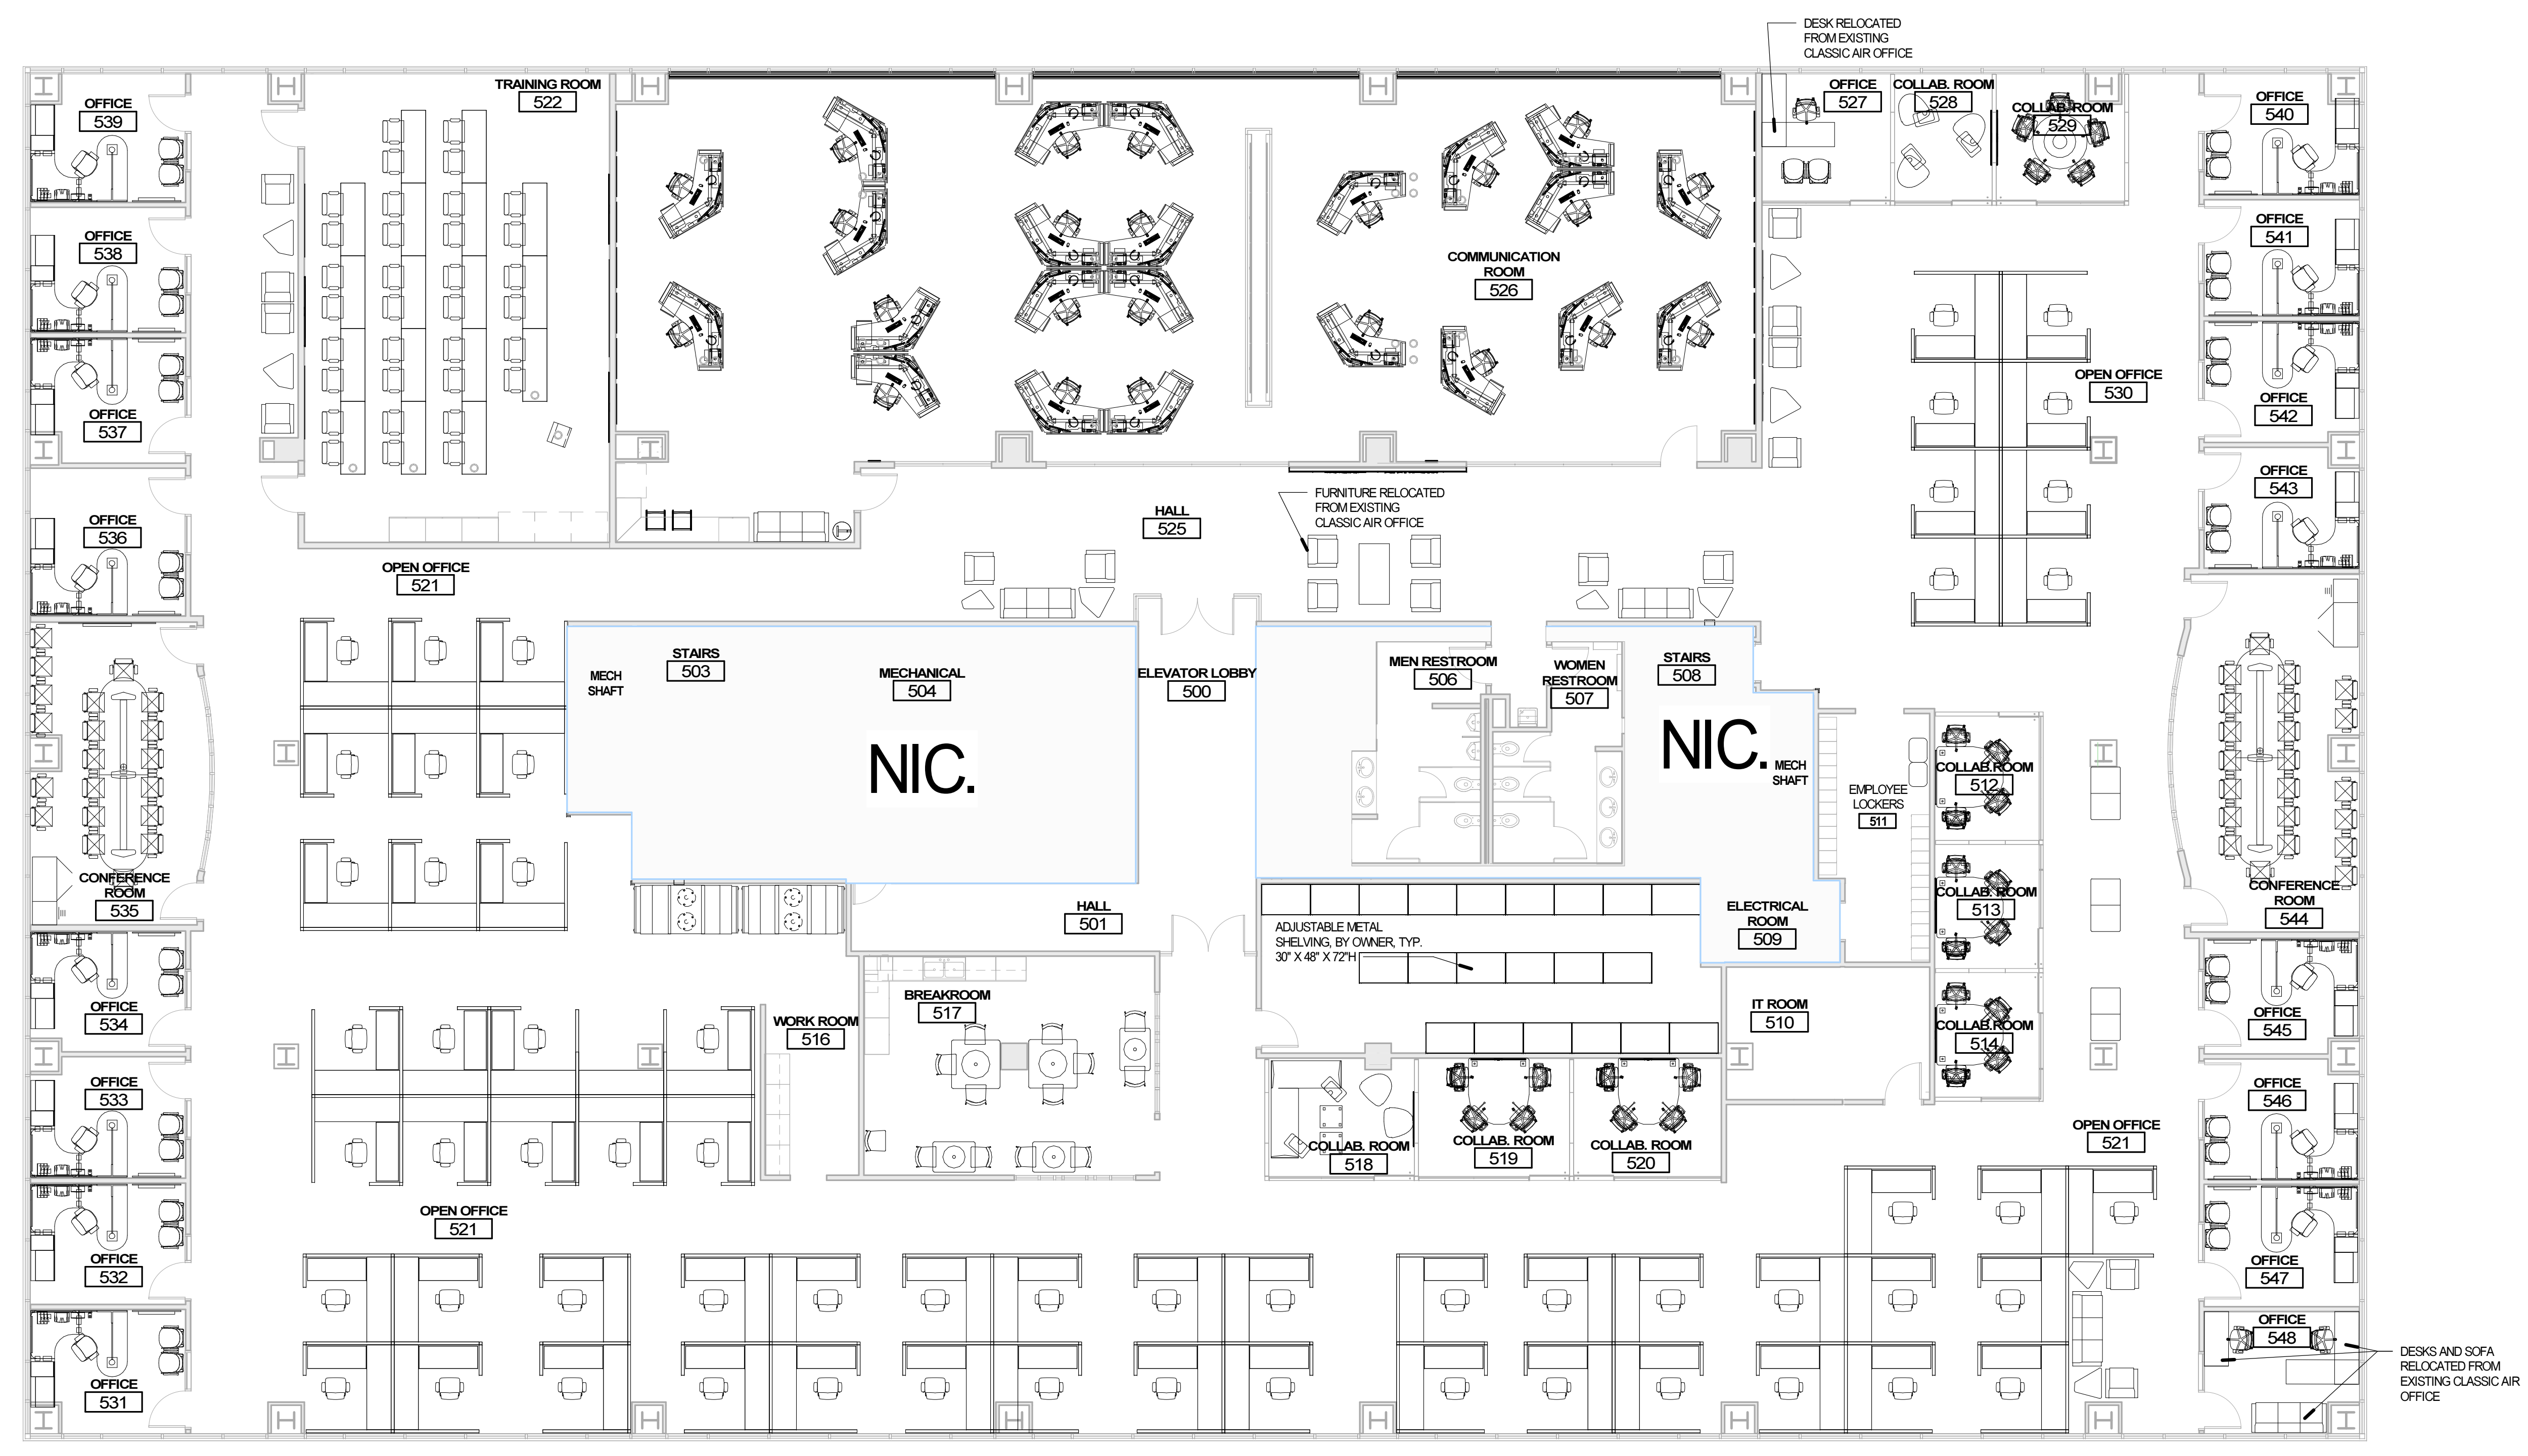 DESK RELOCATED
FROM EXISTING
CLASSIC AIR OFFICE
TRAINING ROOM
522
OFFICE
539
OFFICE
527
COLLAB. ROOM
528
COLLAB. ROOM
529
OFFICE
540
OFFICE
538
OFFICE
541
COMMUNICATION
ROOM
526
OPEN OFFICE
530
OFFICE
542
OFFICE
537
OFFICE
543
FURNITURE RELOCATED
FROM EXISTING
CLASSIC AIR OFFICE
HALL
525
OFFICE
536
OPEN OFFICE
521
STAIRS
503
MECH
SHAFT
MECHANICAL
504
NIC.
ELEVATOR LOBBY
500
MEN RESTROOM
506
WOMEN
RESTROOM
507
STAIRS
508
NIC.
MECH
SHAFT
EMPLOYEE
LOCKERS
511
COLLAB.ROOM
512
COLLAB. ROOM
513
COLLAB.ROOM
514
CONFERENCE
ROOM
535
CONFERENCE
ROOM
544
HALL
501
ELECTRICAL
ROOM
509
ADJUSTABLE METAL
SHELVING, BY OWNER, TYP.
30" X 48" X 72"H
OFFICE
534
BREAKROOM
517
WORK ROOM
516
IT ROOM
510
OFFICE
545
OFFICE
533
OFFICE
546
COLLAB. ROOM
518
COLLAB. ROOM
519
COLLAB. ROOM
520
OPEN OFFICE
521
OPEN OFFICE
521
OFFICE
532
OFFICE
547
OFFICE
548
OFFICE
531
DESKS AND SOFA
RELOCATED FROM
EXISTING CLASSIC AIR
OFFICE